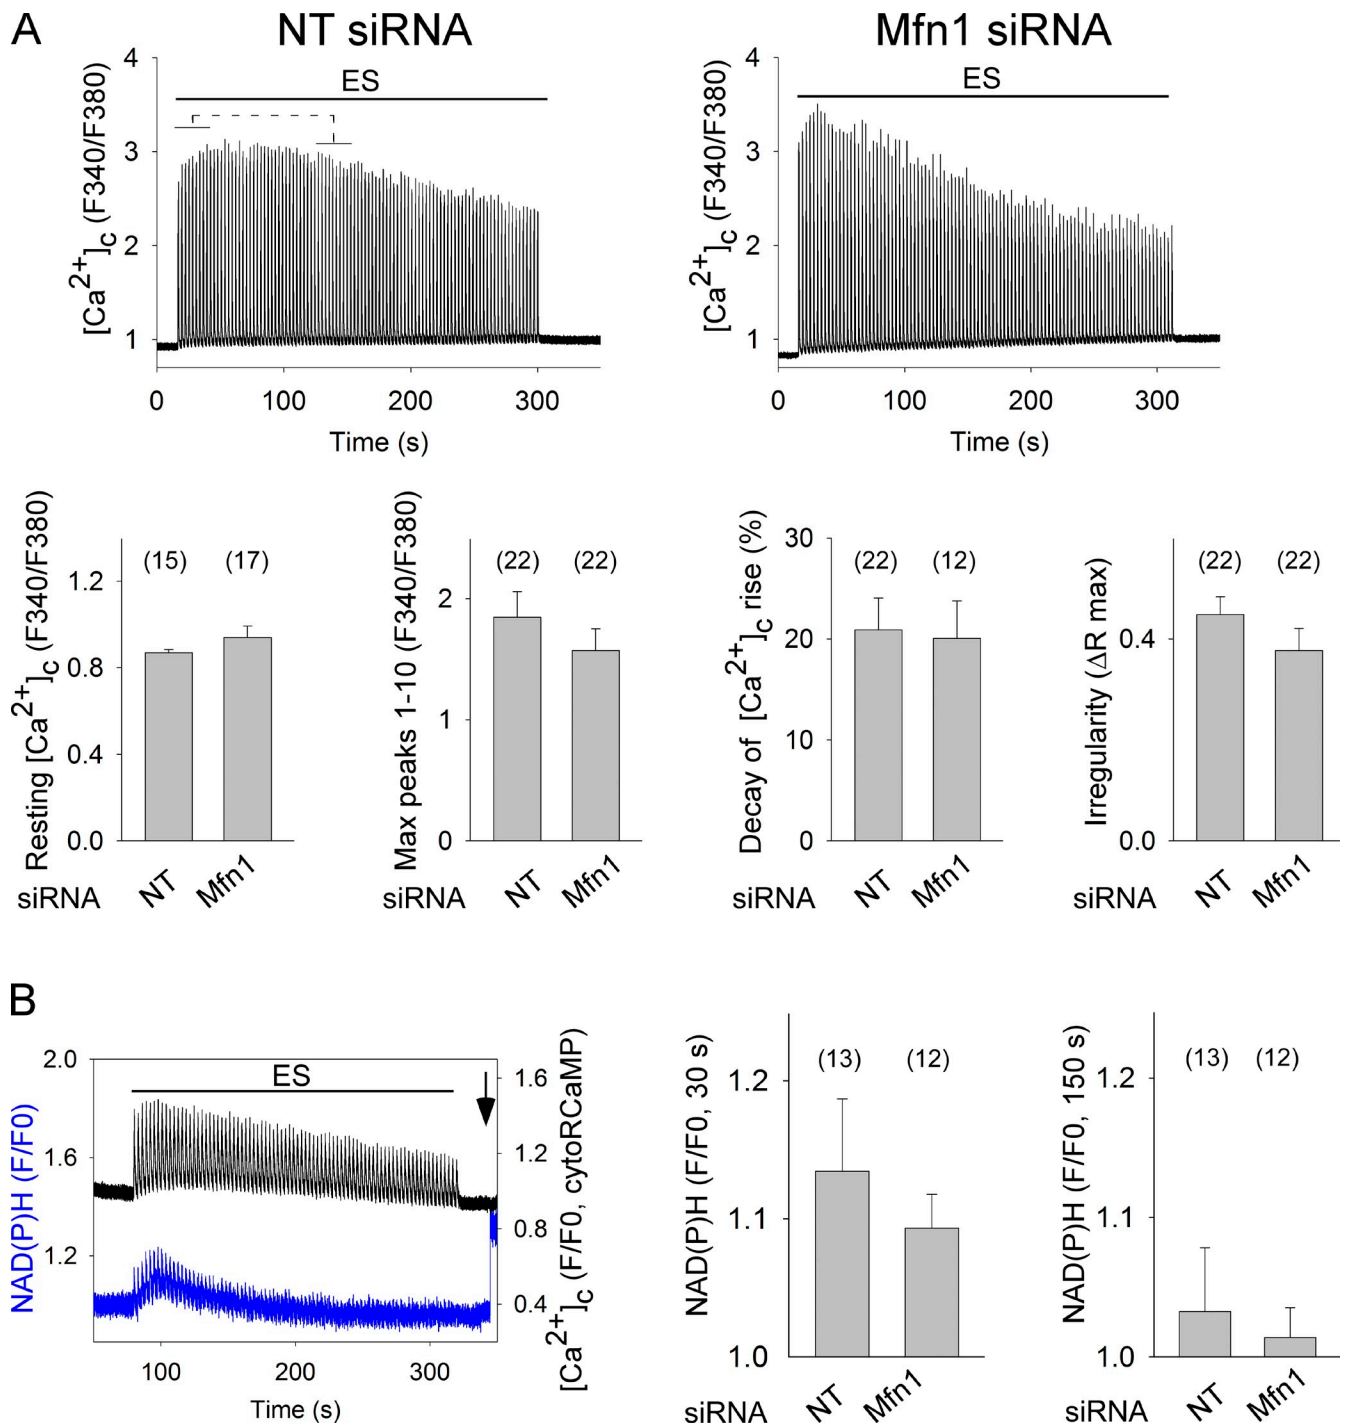 A
NT siRNA
Mfn1 siRNA
[Ca2+]c (F340/F380)
4
3
2
1
ES
0 100 200 300
Time (s)
[Ca2+]c (F340/F380)
4
3
2
1
ES
0 100 200 300
Time (s)
Resting [Ca2+]c (F340/F380)
1.2
0.8
0.4
0.0
(15) (17)
siRNA NT Mfn1
Max peaks 1-10 (F340/F380)
2
1
0
(22) (22)
siRNA NT Mfn1
Decay of [Ca2+]c rise (%)
30
20
10
0
(22) (12)
siRNA NT Mfn1
Irregularity (ΔR max)
0.4
0.0
(22) (22)
siRNA NT Mfn1
B
NAD(P)H (F/F0)
2.0
1.6
1.2
ES
1.6
1.2
0.8
0.4
[Ca2+]c (F/F0, cytoRCaMP)
100 200 300
Time (s)
NAD(P)H (F/F0, 30 s)
1.2
1.1
1.0
(13) (12)
siRNA NT Mfn1
NAD(P)H (F/F0, 150 s)
1.2
1.1
1.0
(13) (12)
siRNA NT Mfn1